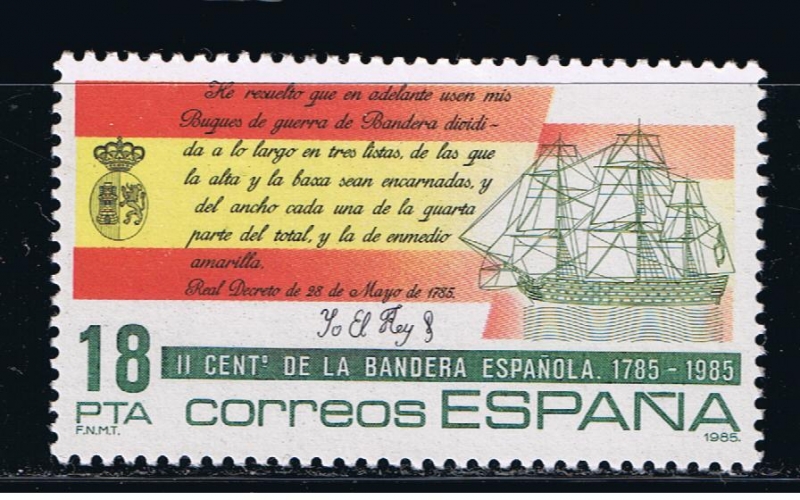 He resuelto que en adelante usen mis
Buques de guerra de Bandera dividi-
da a lo largo en tres listas, de las que
la alta y la baxa sean encarnadas, y
del ancho cada una de la quarta
parte del total, y la de enmedio
amarilla.
Real Decreto de 28 de Mayo de 1785.
Yo El Rey
18
PTA
F.N.M.T.
II CENTº DE LA BANDERA ESPAÑOLA. 1785 - 1985
correos ESPAÑA
1985.